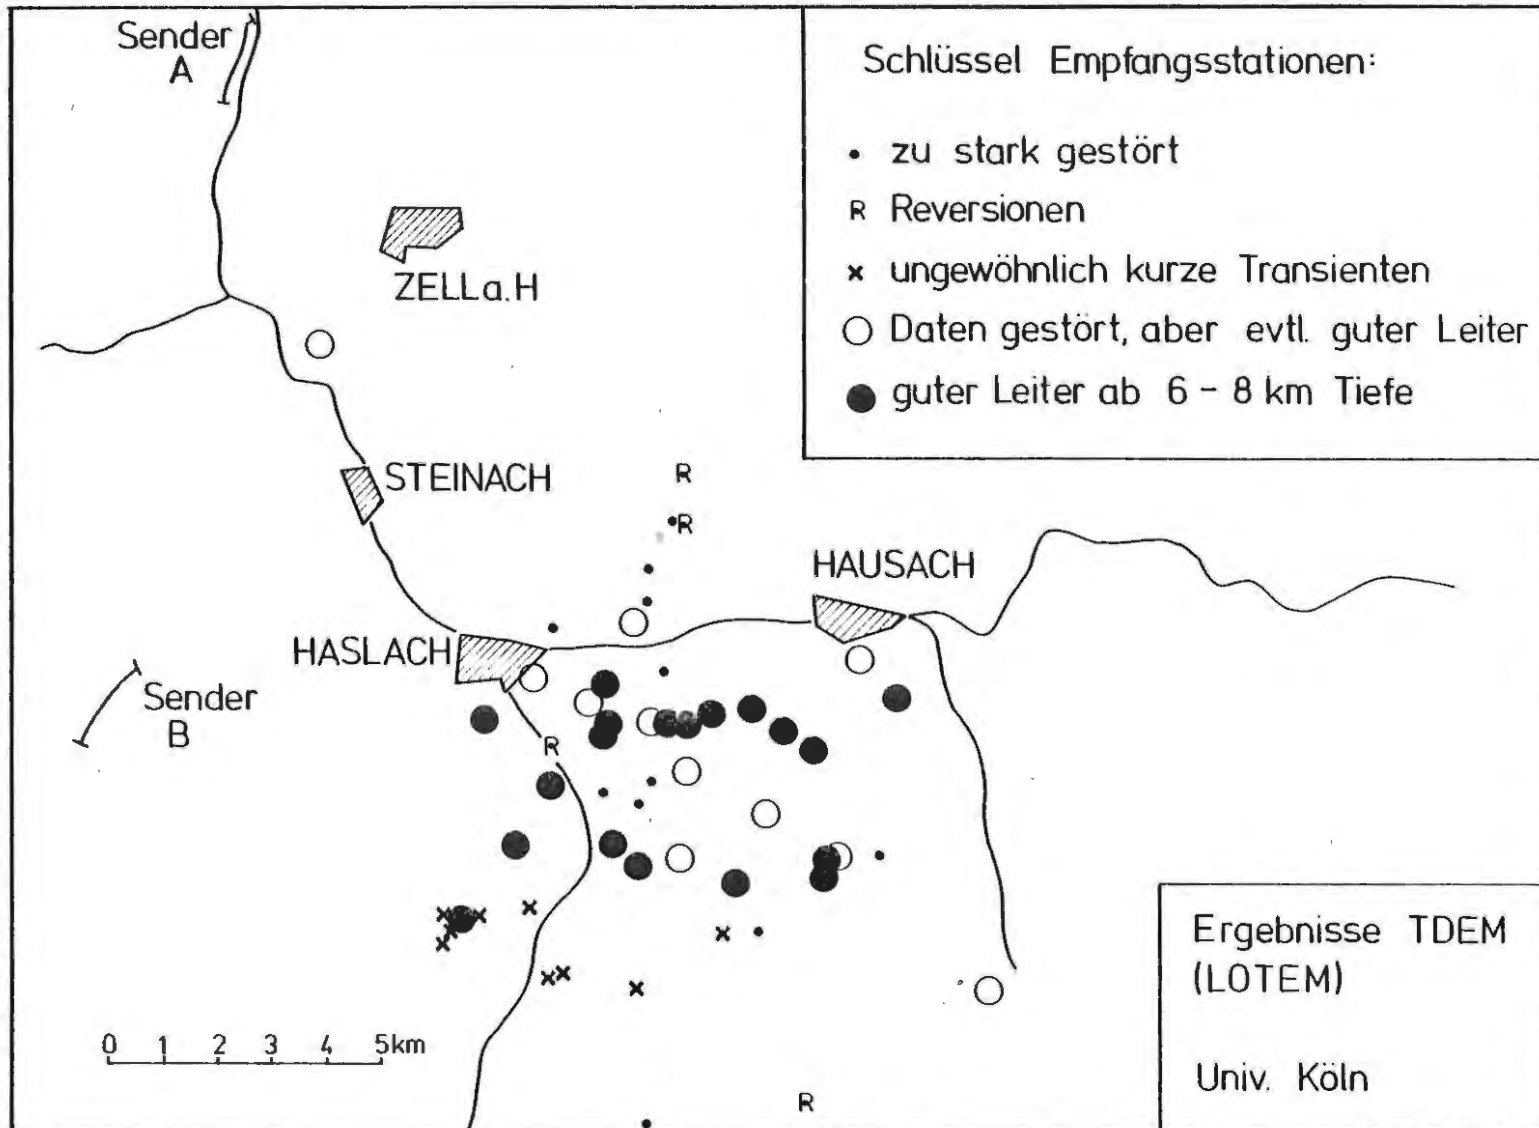 Sender
A
Schlüssel Empfangsstationen:
• zu stark gestört
R Reversionen
x ungewöhnlich kurze Transienten
Daten gestört, aber evtl. guter Leiter
guter Leiter ab 6 - 8 km Tiefe
ZELL a. H
STEINACH
R
R
HAUSACH
HASLACH
Sender
B
R
0 1 2 3 4 5km
R
Ergebnisse TDEM
(LOTEM)
Univ. Köln